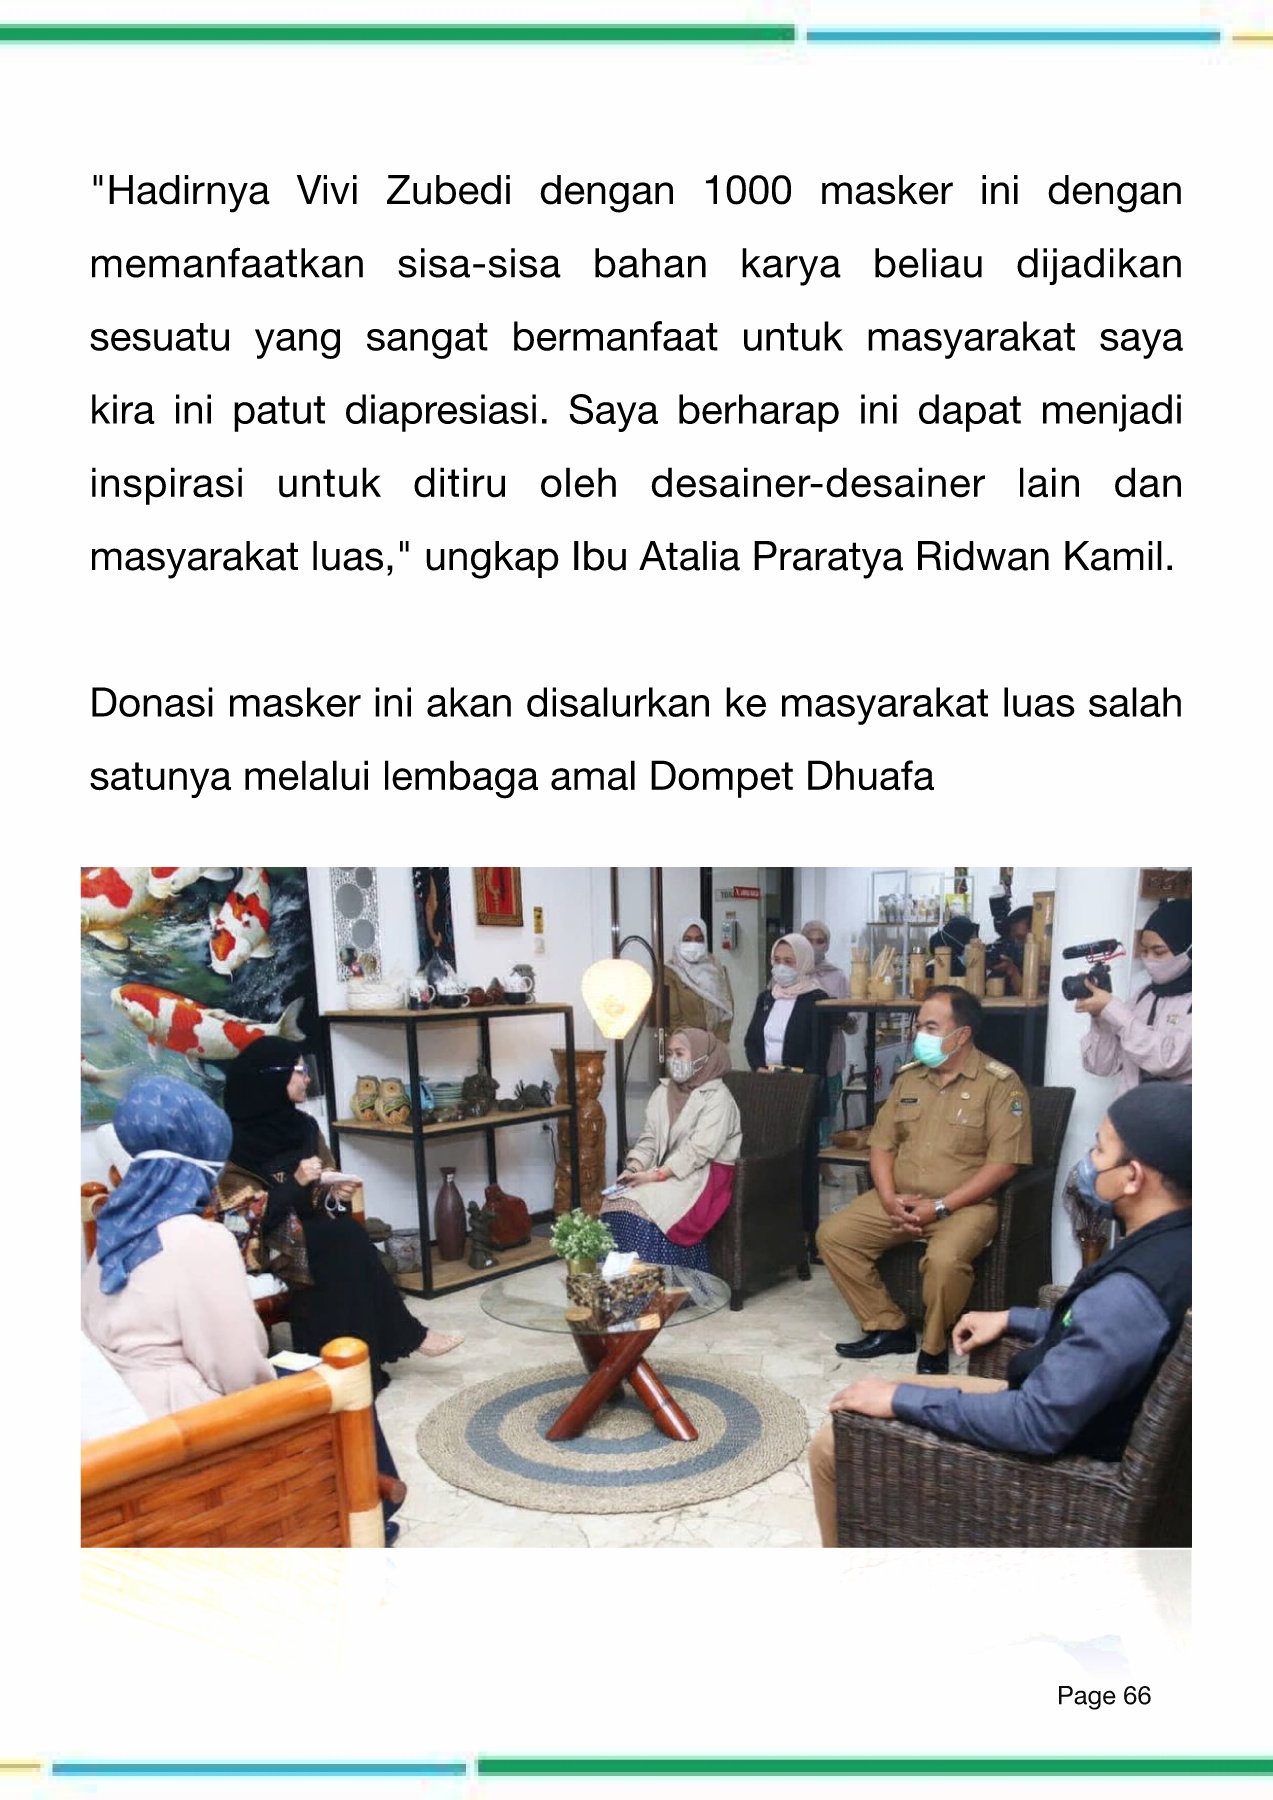 "Hadirnya Vivi Zubedi dengan 1000 masker ini dengan
memanfaatkan sisa-sisa bahan karya beliau dijadikan
sesuatu yang sangat bermanfaat untuk masyarakat saya
kira ini patut diapresiasi. Saya berharap ini dapat menjadi
inspirasi untuk ditiru oleh desainer-desainer lain dan
masyarakat luas," ungkap Ibu Atalia Praratya Ridwan Kamil.
Donasi masker ini akan disalurkan ke masyarakat luas salah
satunya melalui lembaga amal Dompet Dhuafa
Page 66